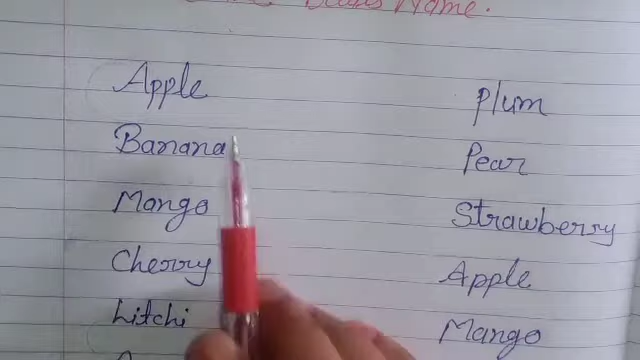 Name.
Apple
Banana
Mango
Cherry
Litchi
Plum
Pear
Strawberry
Apple
Mango